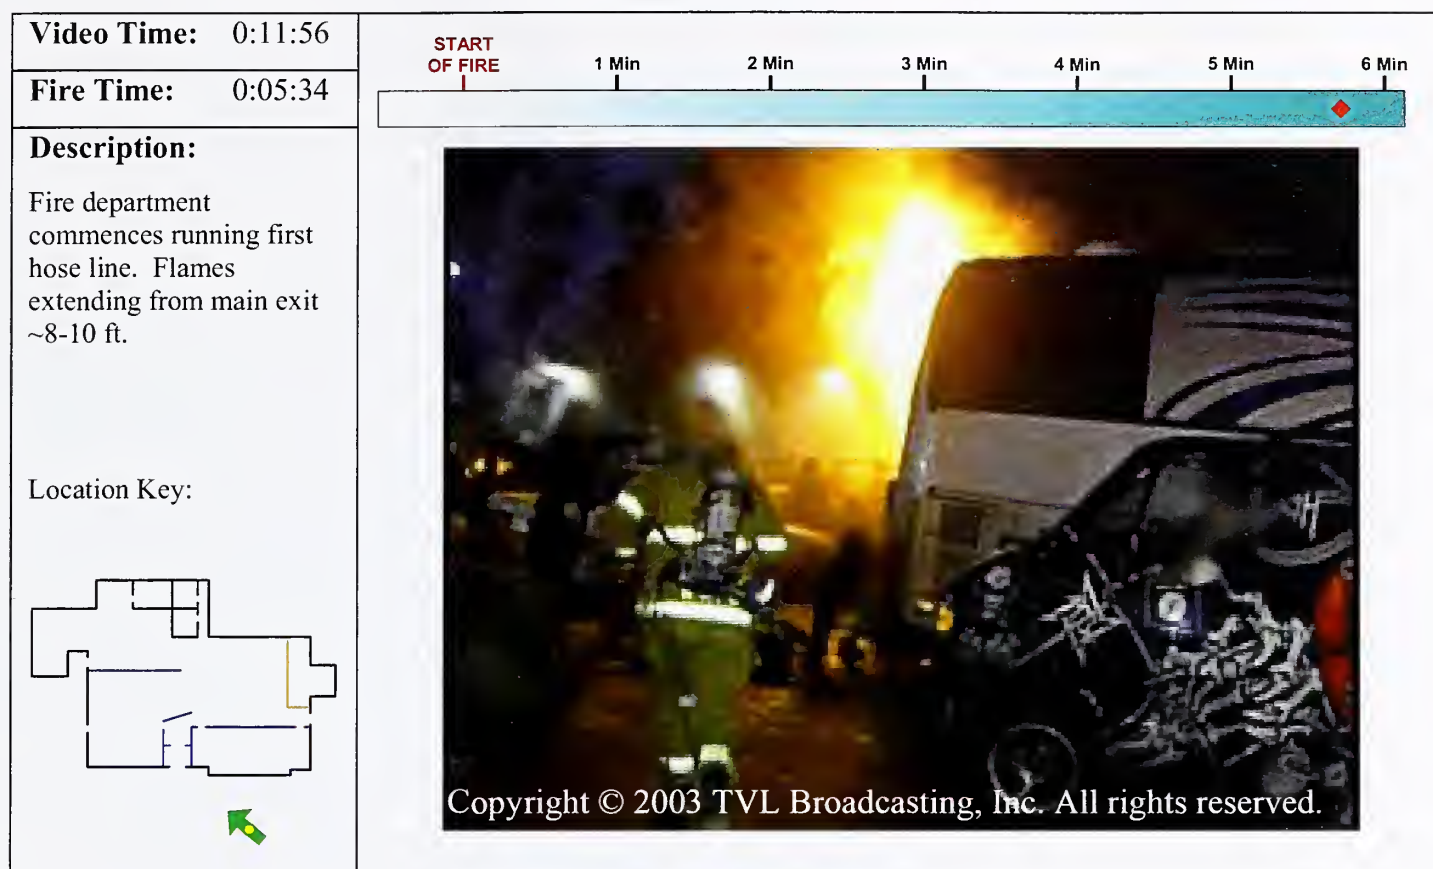 Video Time: 0:11:56
Fire Time: 0:05:34
Description:
Fire department
commences running first
hose line. Flames
extending from main exit
~8-10 ft.
Location Key:
START
OF FIRE
1 Min
2 Min
3 Min
4 Min
5 Min
6 Min
Copyright © 2003 TVL Broadcasting, Inc. All rights reserved.